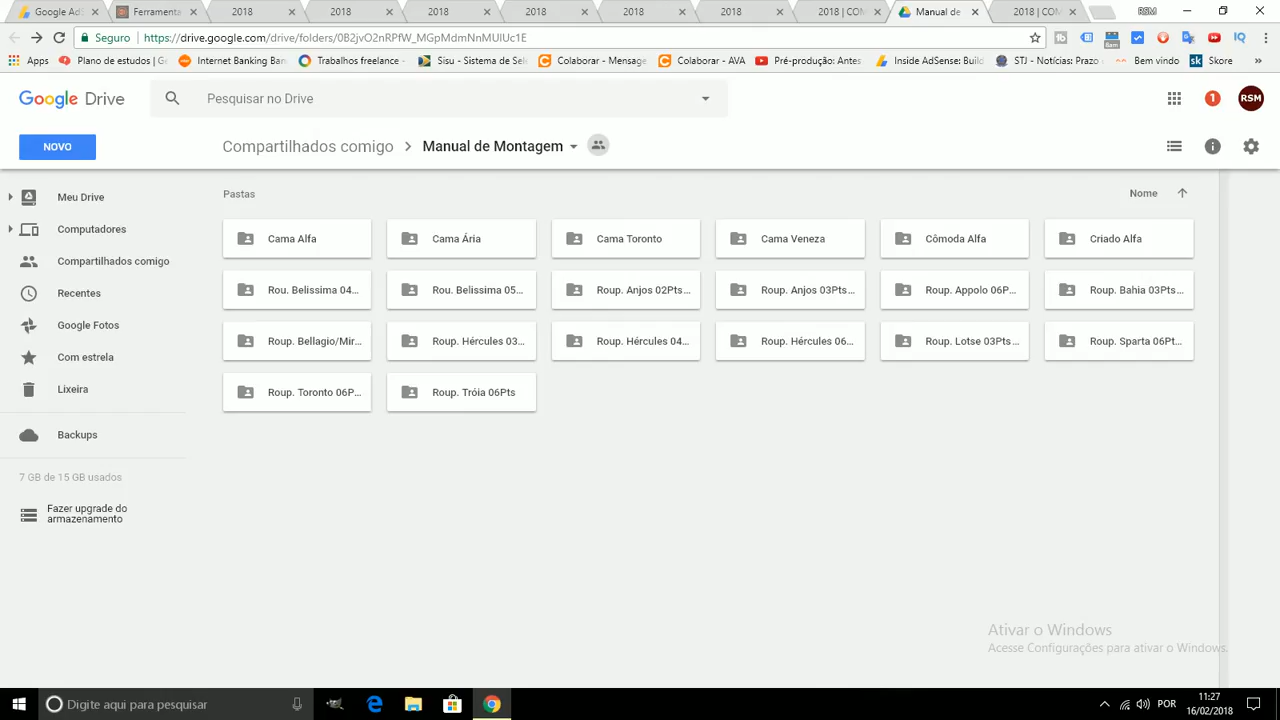 Google AdS
Ferramenta
2018
2018
2018
2018
2018
2018
2018 | COM
Manual de
2018 | COM
RSM
Seguro
https://drive.google.com/drive/folders/0B2jvO2nRPfW_MGpMdmNnMUlUc1E
Apps
Plano de estudos | G
Internet Banking Ban
Trabalhos freelance -
Sisu - Sistema de Sele
Colaborar - Mensage
Colaborar - AVA
Pré-produção: Antes
Inside AdSense: Build
STJ - Notícias: Prazo d
Bem vindo
Skore
Google Drive
Pesquisar no Drive
1
RSM
NOVO
Compartilhados comigo > Manual de Montagem
Meu Drive
Computadores
Compartilhados comigo
Recentes
Google Fotos
Com estrela
Lixeira
Backups
7 GB de 15 GB usados
Fazer upgrade do
armazenamento
Pastas
Nome
Cama Alfa
Cama Ária
Cama Toronto
Cama Veneza
Cômoda Alfa
Criado Alfa
Rou. Belissima 04...
Rou. Belissima 05...
Roup. Anjos 02Pts...
Roup. Anjos 03Pts...
Roup. Appolo 06P...
Roup. Bahia 03Pts...
Roup. Bellagio/Mir...
Roup. Hércules 03...
Roup. Hércules 04...
Roup. Hércules 06...
Roup. Lotse 03Pts...
Roup. Sparta 06Pt...
Roup. Toronto 06P...
Roup. Tróia 06Pts
Ativar o Windows
Acesse Configurações para ativar o Windows.
Digite aqui para pesquisar
POR
11:27
16/02/2018